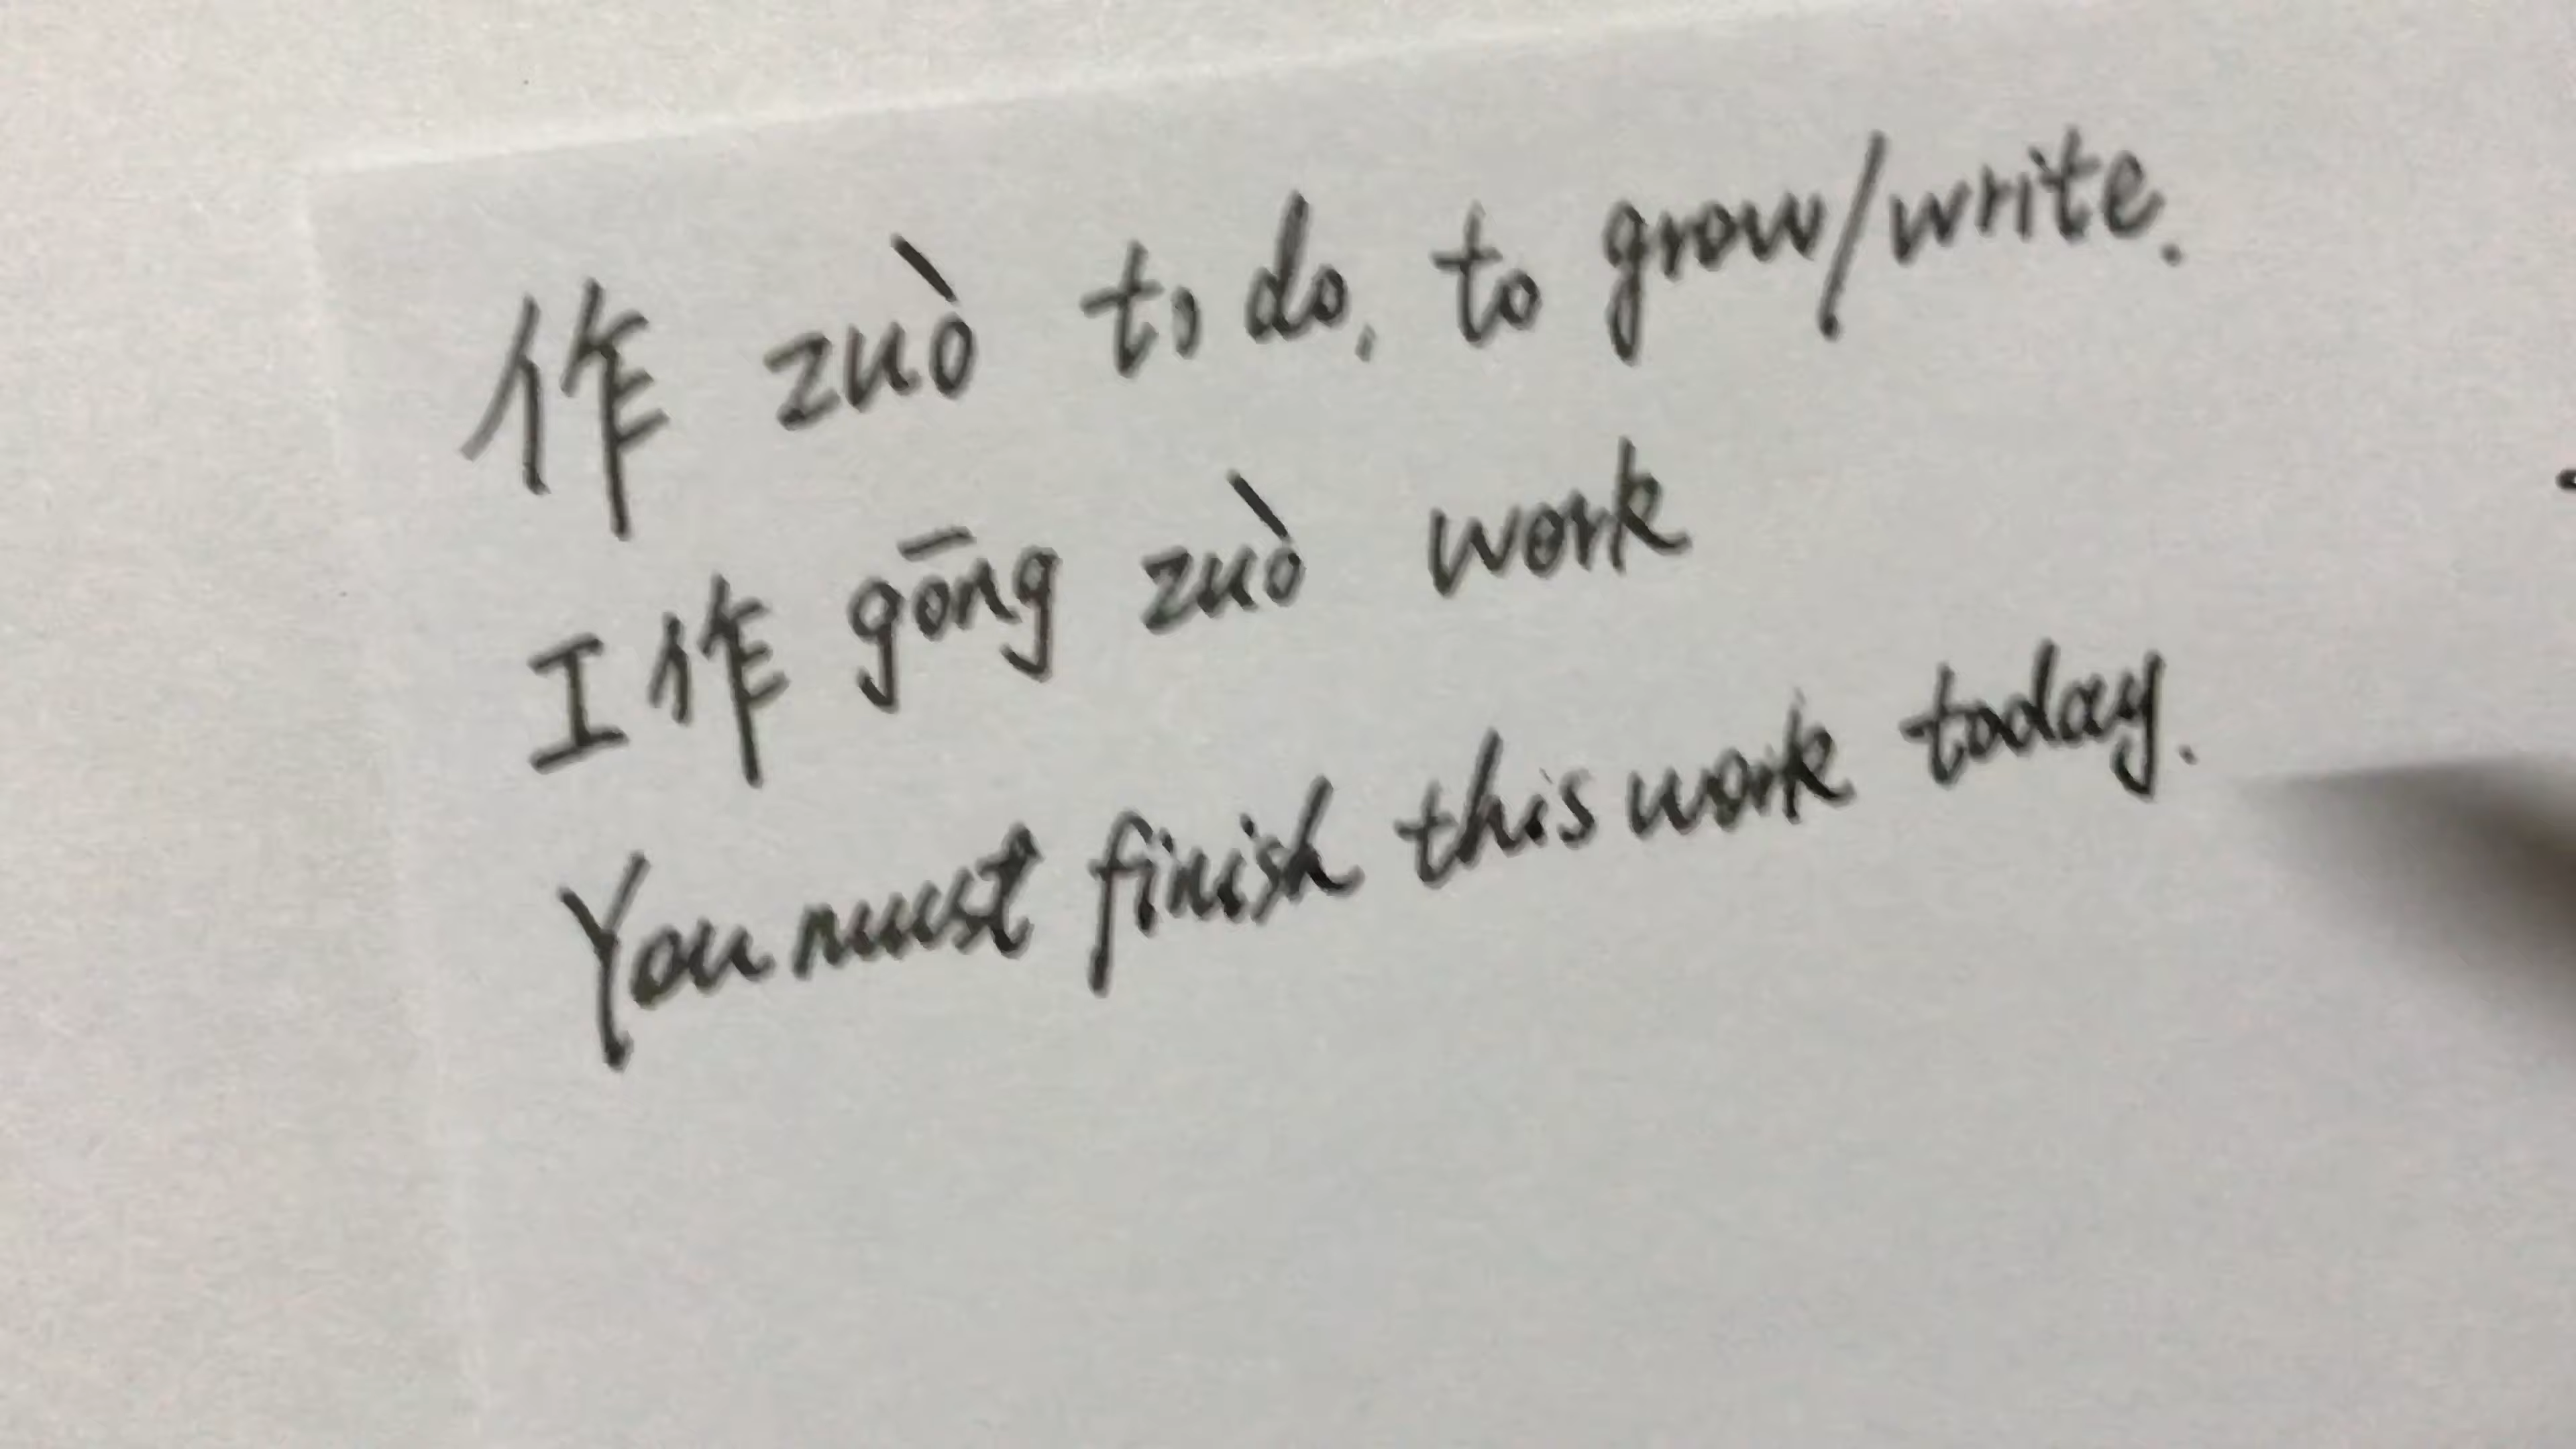 作 zuò to do, to grow/write.
工作 gōng zuò work
You must finish this work today.